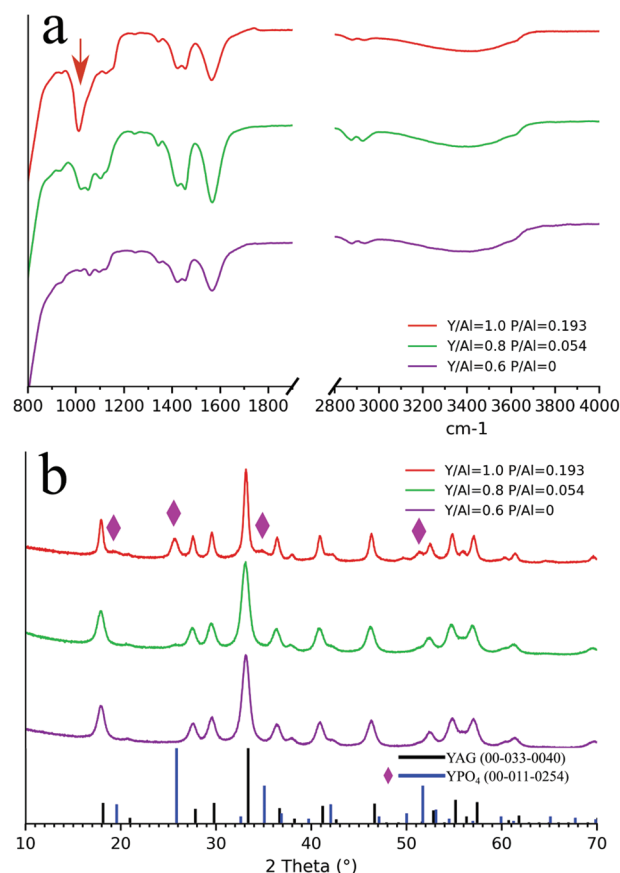 a
Y/Al=1.0 P/Al=0.193
Y/Al=0.8 P/Al=0.054
Y/Al=0.6 P/Al=0
800 1000 1200 1400 1600 1800 2800 3000 3200 3400 3600 3800 4000
cm-1
b
Y/Al=1.0 P/Al=0.193
Y/Al=0.8 P/Al=0.054
Y/Al=0.6 P/Al=0
YAG (00-033-0040)
YPO₄ (00-011-0254)
10 20 30 40 50 60 70
2 Theta (°)